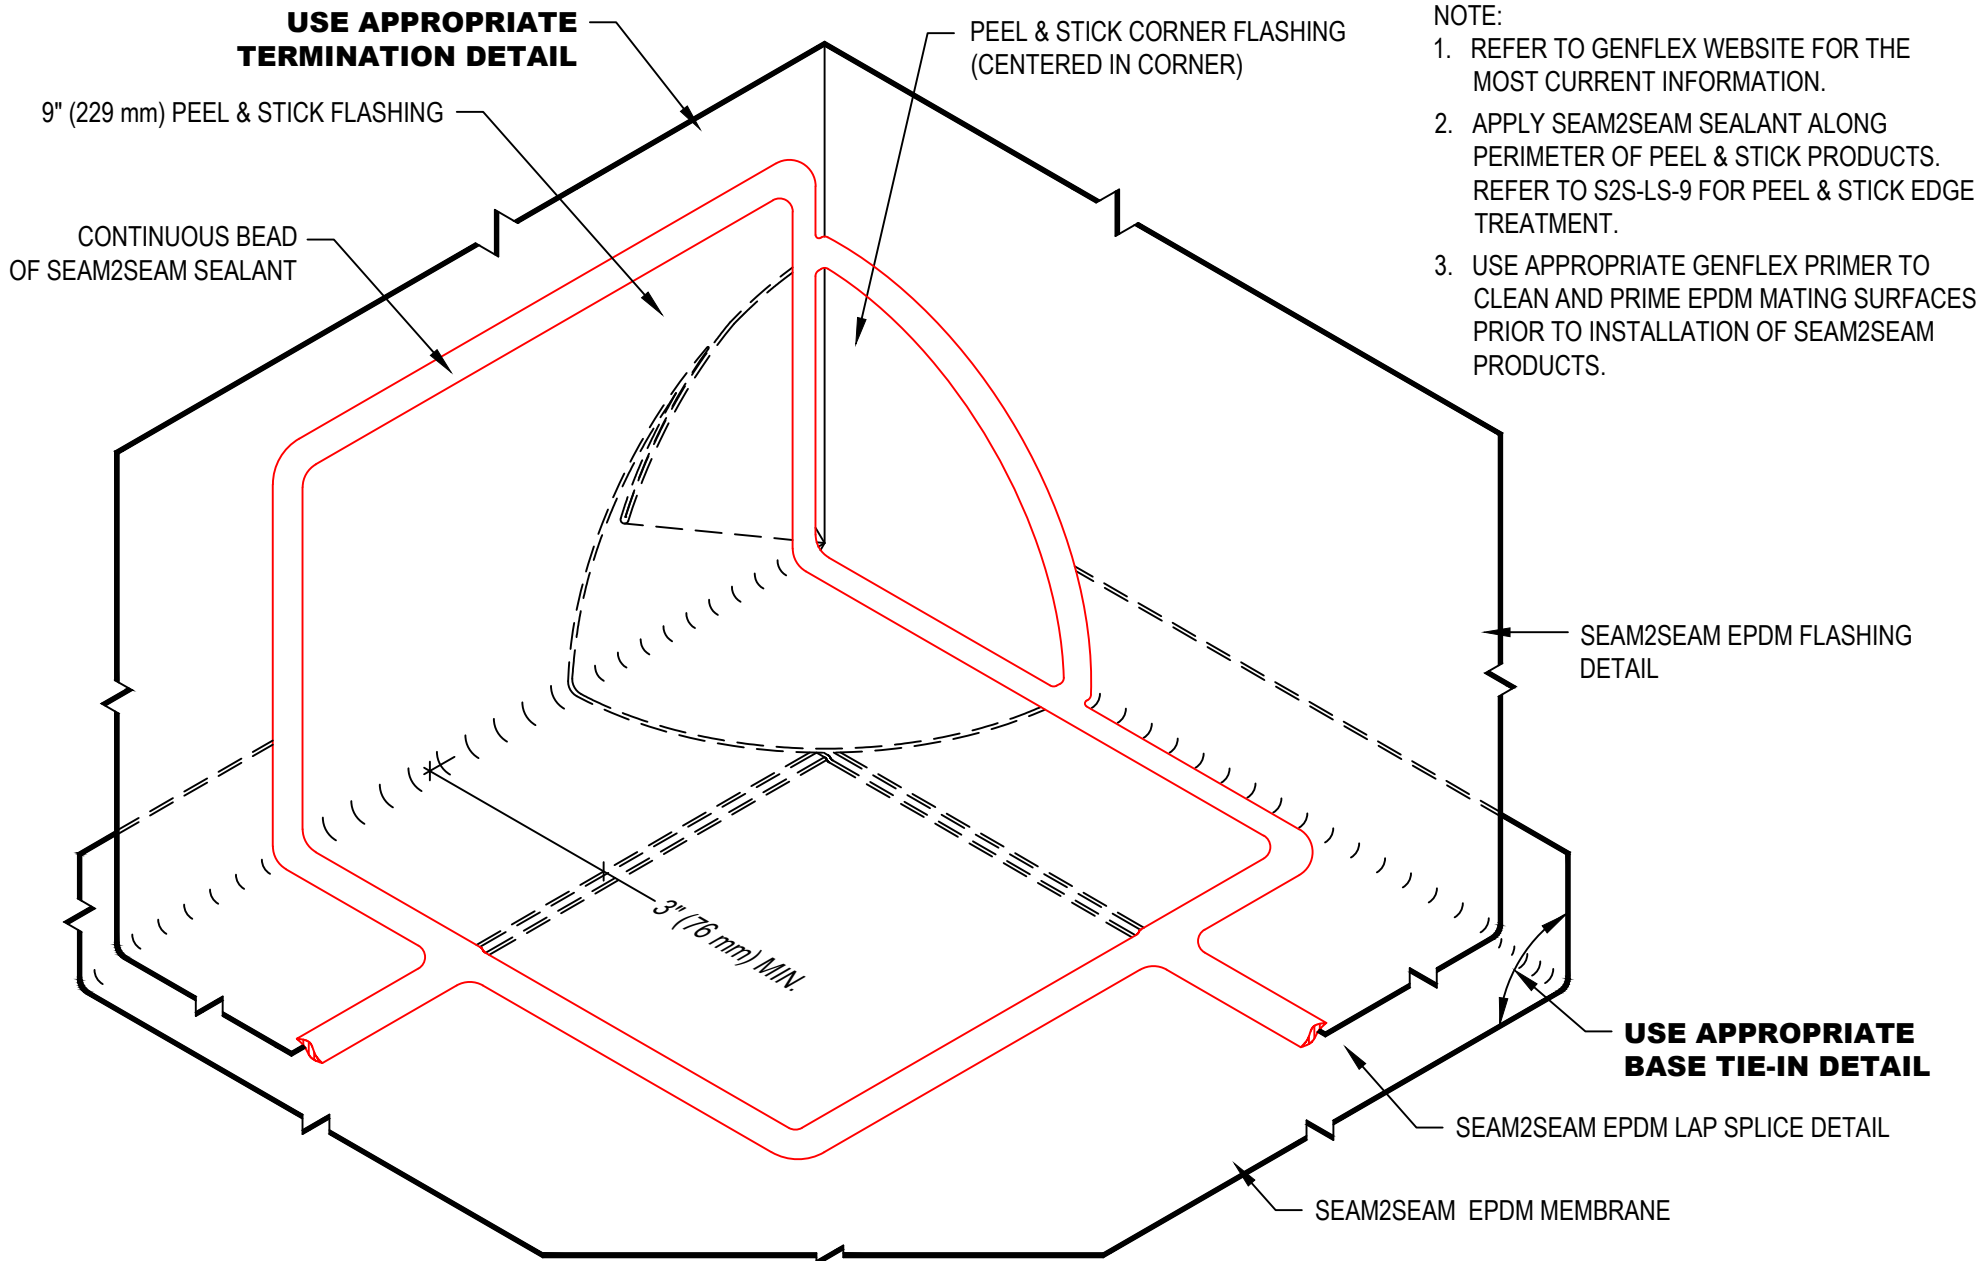 USE APPROPRIATE
TERMINATION DETAIL
9" (229 mm) PEEL & STICK FLASHING
CONTINUOUS BEAD
OF SEAM2SEAM SEALANT
PEEL & STICK CORNER FLASHING
(CENTERED IN CORNER)
NOTE:
1. REFER TO GENFLEX WEBSITE FOR THE
MOST CURRENT INFORMATION.
2. APPLY SEAM2SEAM SEALANT ALONG
PERIMETER OF PEEL & STICK PRODUCTS.
REFER TO S2S-LS-9 FOR PEEL & STICK EDGE
TREATMENT.
3. USE APPROPRIATE GENFLEX PRIMER TO
CLEAN AND PRIME EPDM MATING SURFACES
PRIOR TO INSTALLATION OF SEAM2SEAM
PRODUCTS.
SEAM2SEAM EPDM FLASHING
DETAIL
3" (76 mm) MIN.
USE APPROPRIATE
BASE TIE-IN DETAIL
SEAM2SEAM EPDM LAP SPLICE DETAIL
SEAM2SEAM EPDM MEMBRANE